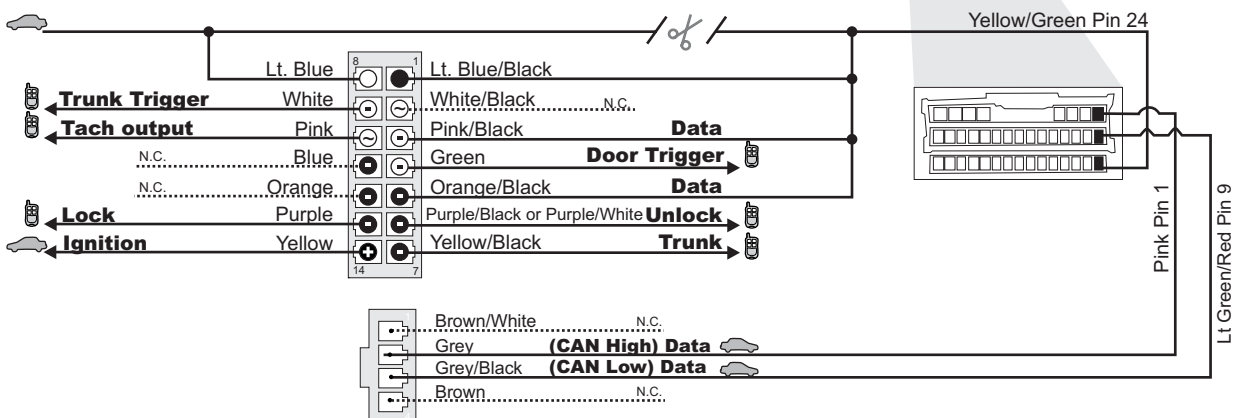 Yellow/Green Pin 24
8 1
Lt. Blue Lt. Blue/Black
Trunk Trigger White White/Black N.C.
Tach output Pink Pink/Black Data
N.C. Blue Green Door Trigger
N.C. Orange Orange/Black Data
Lock Purple Purple/Black or Purple/White Unlock
Ignition Yellow Yellow/Black Trunk
14 7
Pink Pin 1
Lt Green/Red Pin 9
Brown/White N.C.
Grey (CAN High) Data
Grey/Black (CAN Low) Data
Brown N.C.